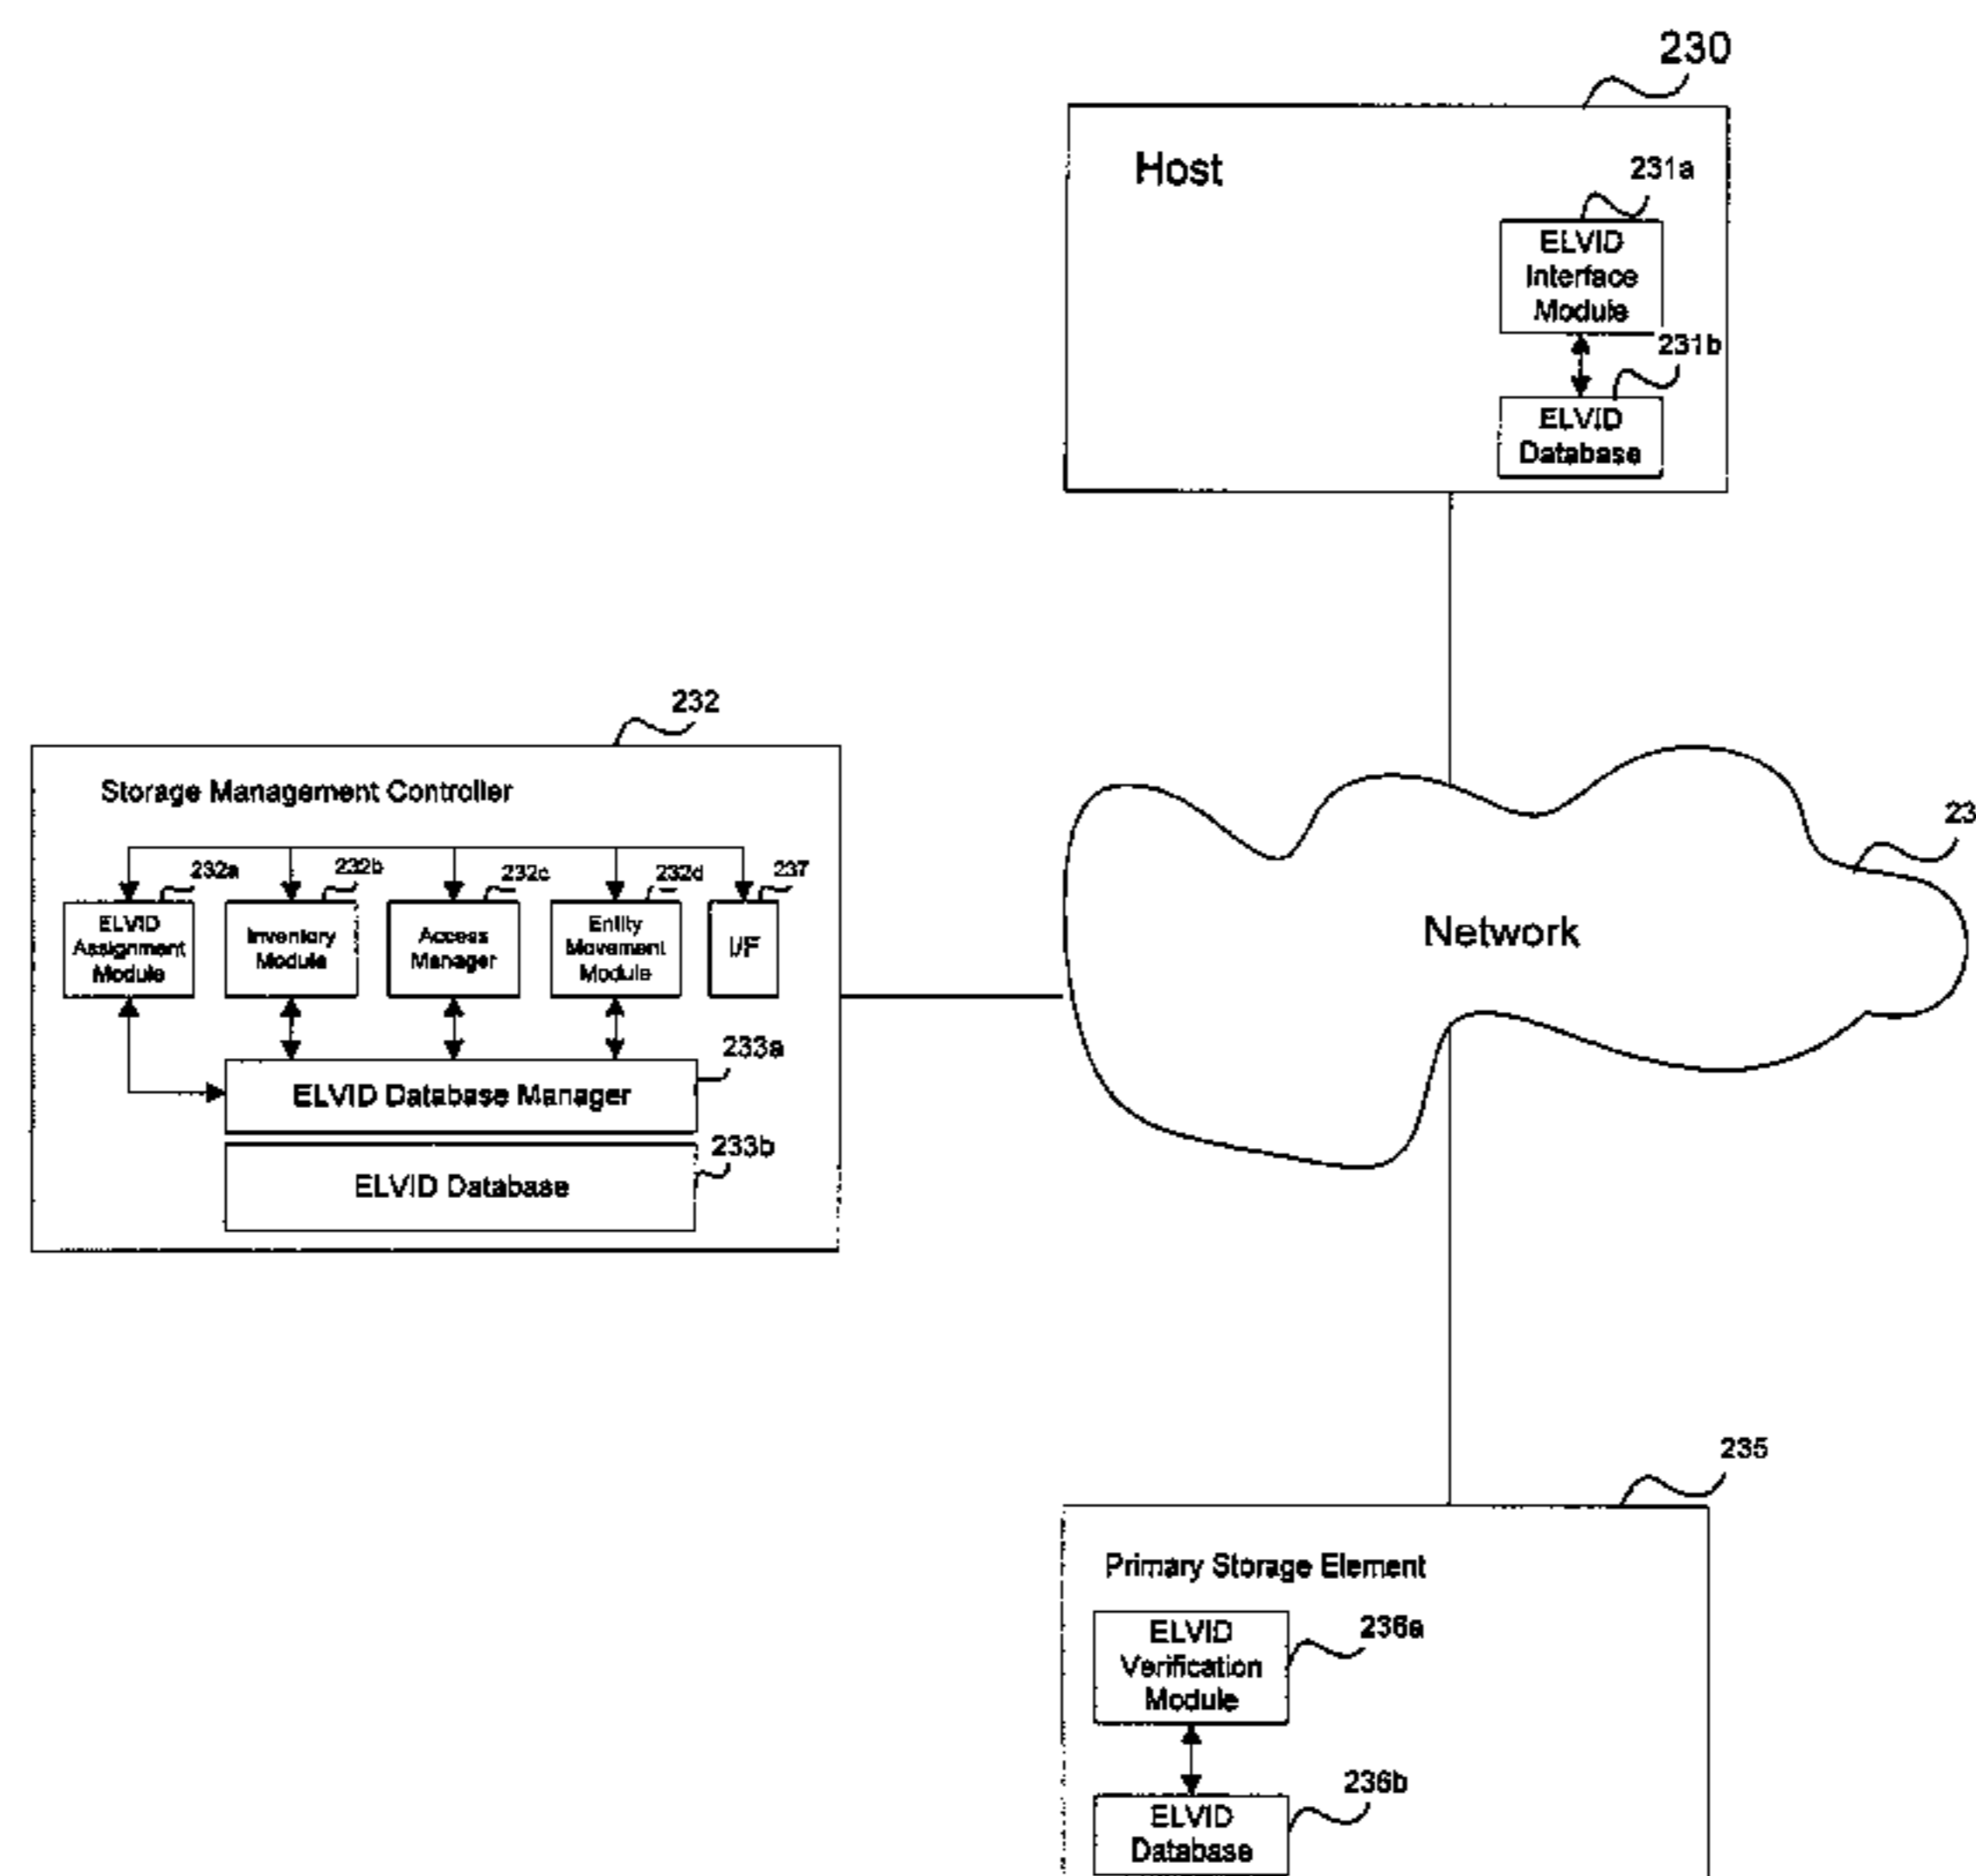 230
Host
231a
ELVID
Interface
Module
231b
ELVID
Database
232
Storage Management Controller
232a
232b
232c
232d
237
ELVID
Assignment
Module
Inventory
Module
Access
Manager
Entity
Movement
Module
I/F
233a
ELVID Database Manager
233b
ELVID Database
23
Network
235
Primary Storage Element
ELVID
Verification
Module
236a
236b
ELVID
Database